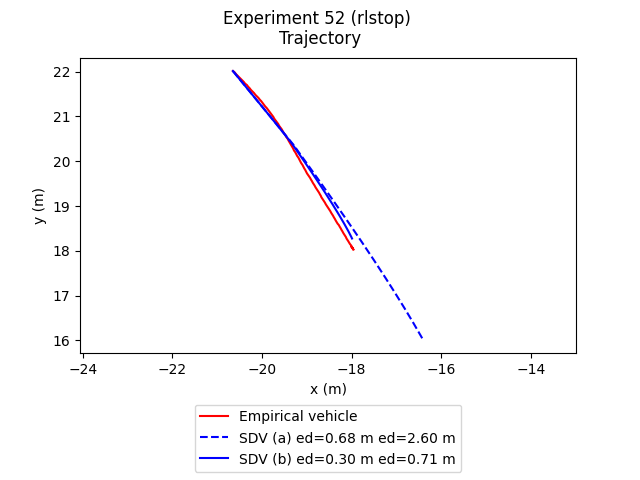 Experiment 52 (rlstop)
Trajectory
22
21
20
19
18
17
16
y (m)
−24 −22 −20 −18 −16 −14
x (m)
Empirical vehicle
SDV (a) ed=0.68 m ed=2.60 m
SDV (b) ed=0.30 m ed=0.71 m